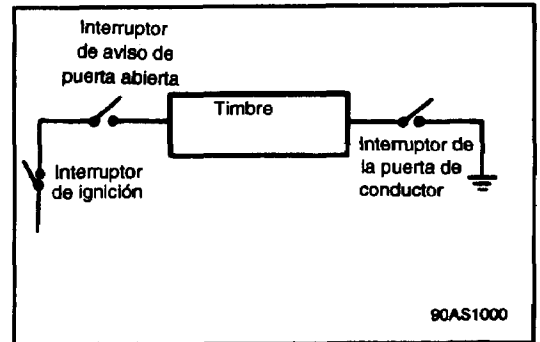 Interruptor
de aviso de
puerta abierta
Timbre
Interruptor
de ignición
Interruptor de
la puerta de
conductor
90AS1000